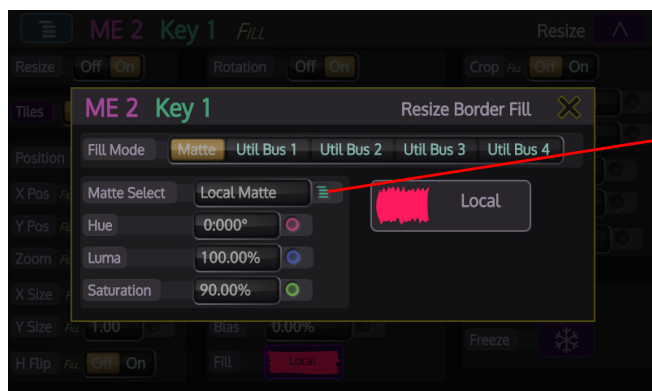 ME 2 Key 1 FILL Resize
Resize Off On Rotation Off On Crop FILL Off On
Tiles
ME 2 Key 1 Resize Border Fill
Fill Mode Matte Util Bus 1 Util Bus 2 Util Bus 3 Util Bus 4
Position
Matte Select Local Matte Local
X Pos
Hue 0:000°
Y Pos
Luma 100.00%
Zoom
Saturation 90.00%
X Size
Y Size FILL 1.00 Bias 0.00% Freeze
H Flip FILL Off On Fill Local